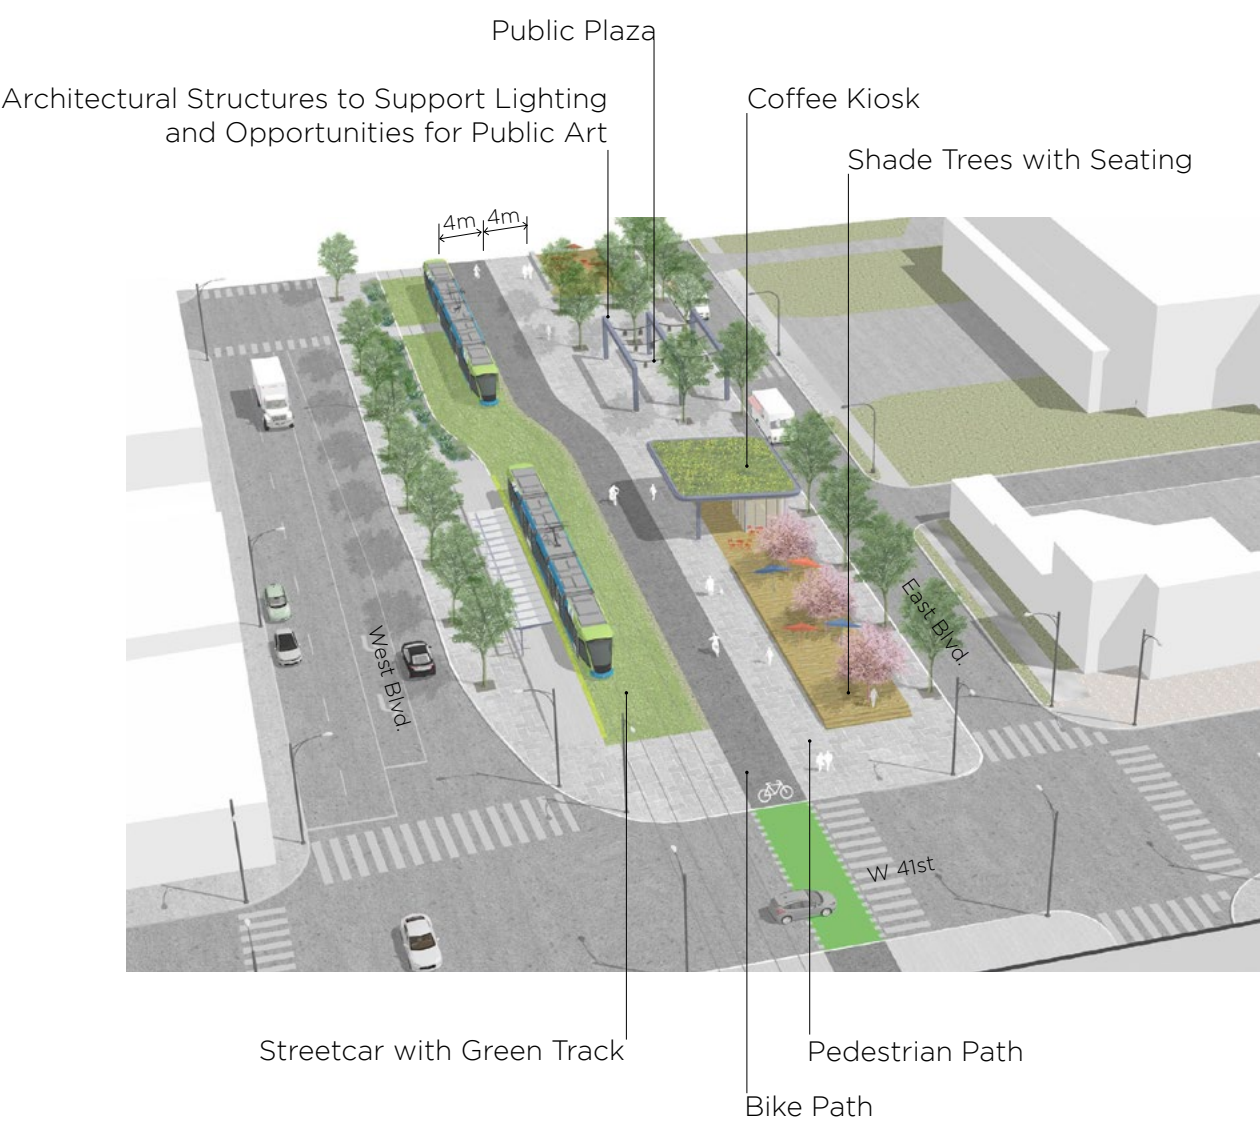 Public Plaza
Architectural Structures to Support Lighting
and Opportunities for Public Art
Coffee Kiosk
Shade Trees with Seating
4m
4m
East Blvd.
West Blvd.
W 41st
Streetcar with Green Track
Pedestrian Path
Bike Path